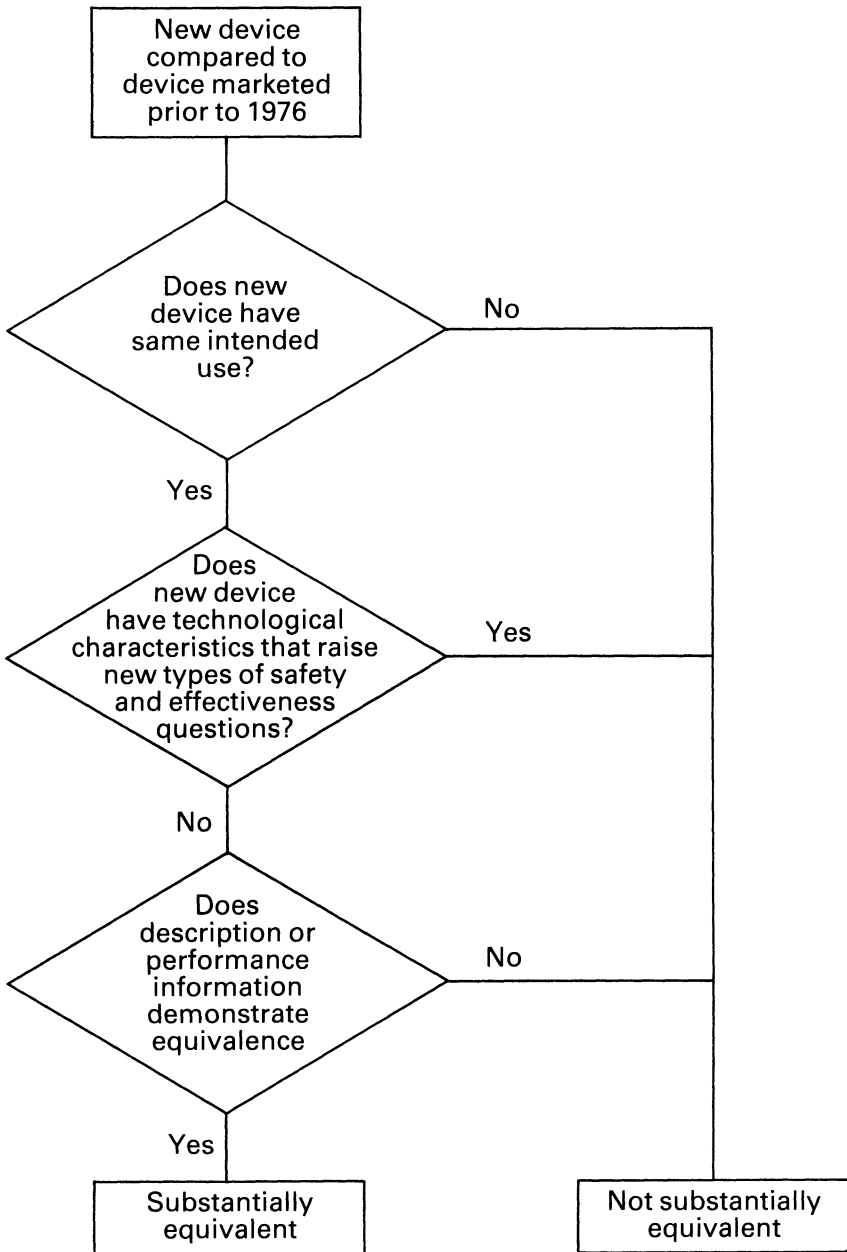 New device
compared to
device marketed
prior to 1976
Does new
device have
same intended
use?
No
Yes
Does
new device
have technological
characteristics that raise
new types of safety
and effectiveness
questions?
Yes
No
Does
description or
performance
information
demonstrate
equivalence
No
Yes
Substantially
equivalent
Not substantially
equivalent